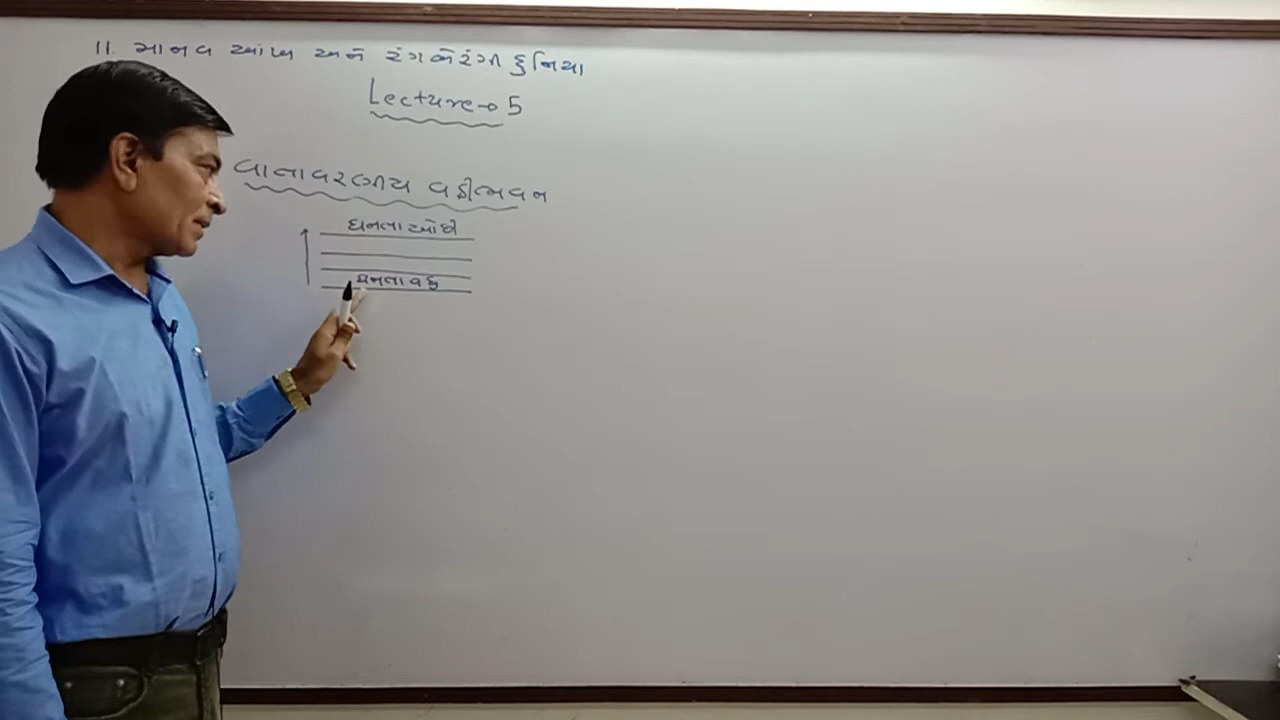 11. માનવ આંખ અને રંગબેરંગી દુનિયા
Lecture → 5
વાતાવરણીય વક્રીભવન
ઘનતા ઓછી
ઘનતા વધુ